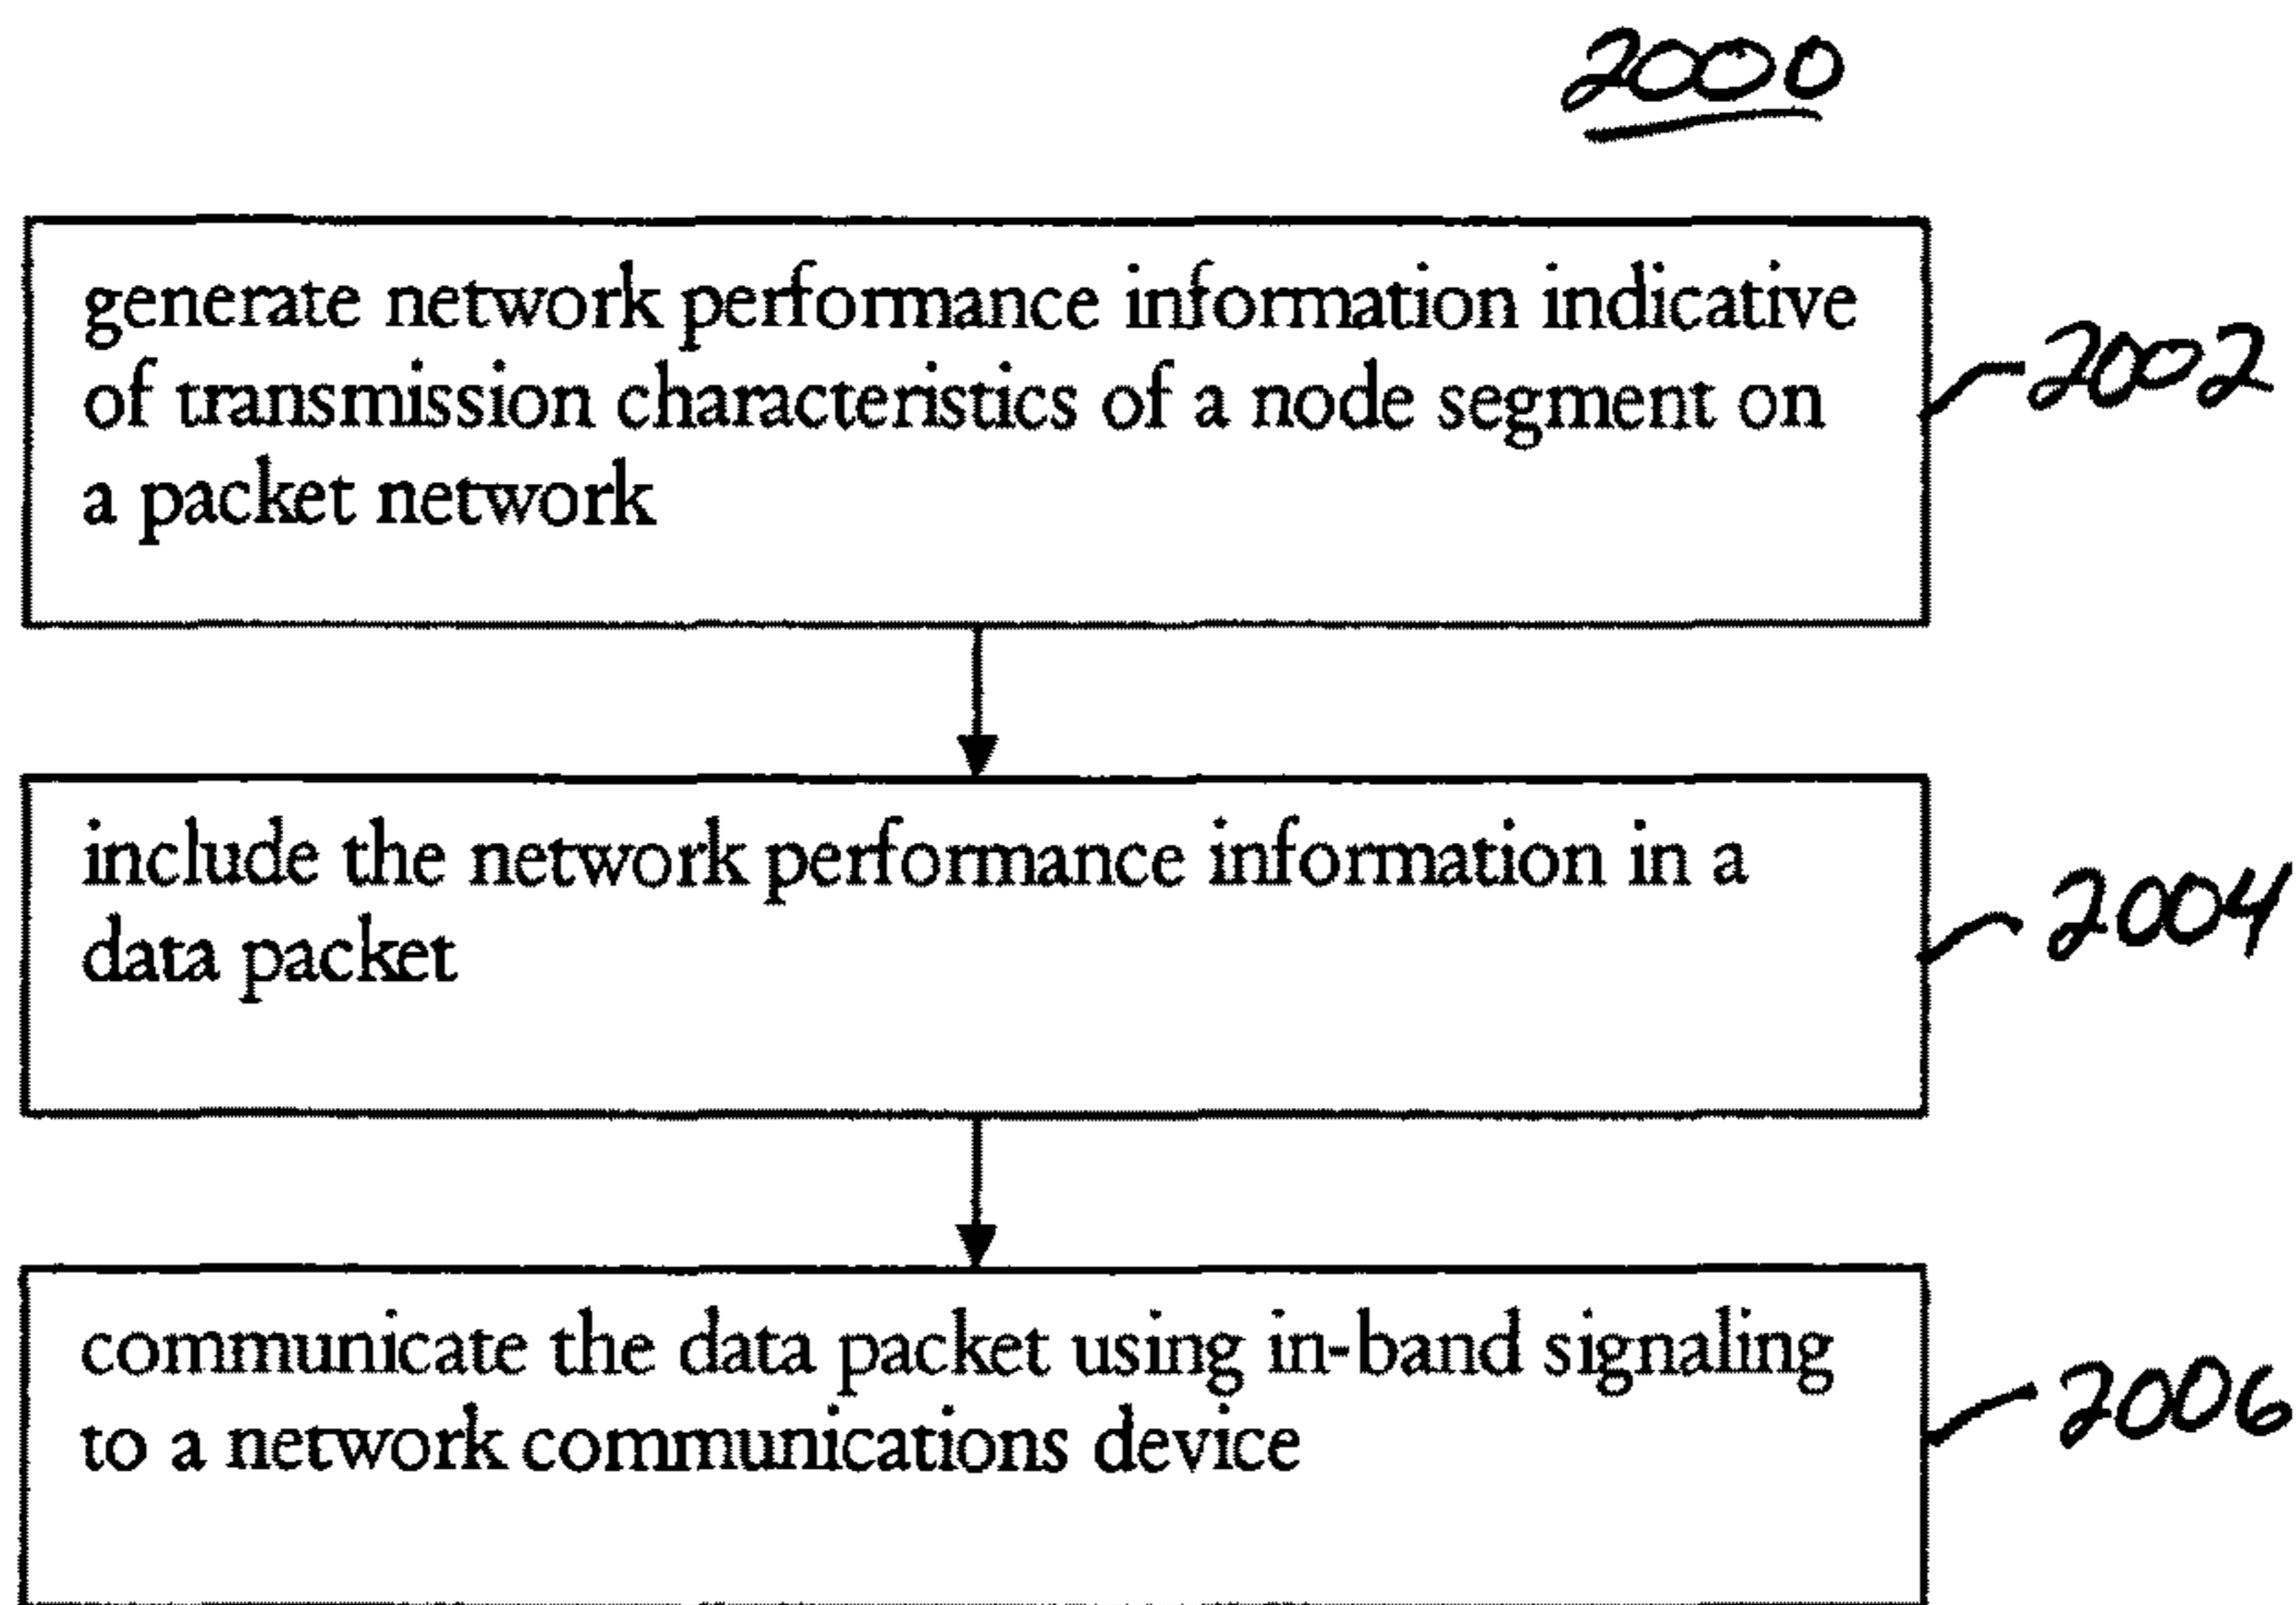 2000
generate network performance information indicative
of transmission characteristics of a node segment on
a packet network
2002
include the network performance information in a
data packet
2004
communicate the data packet using in-band signaling
to a network communications device
2006